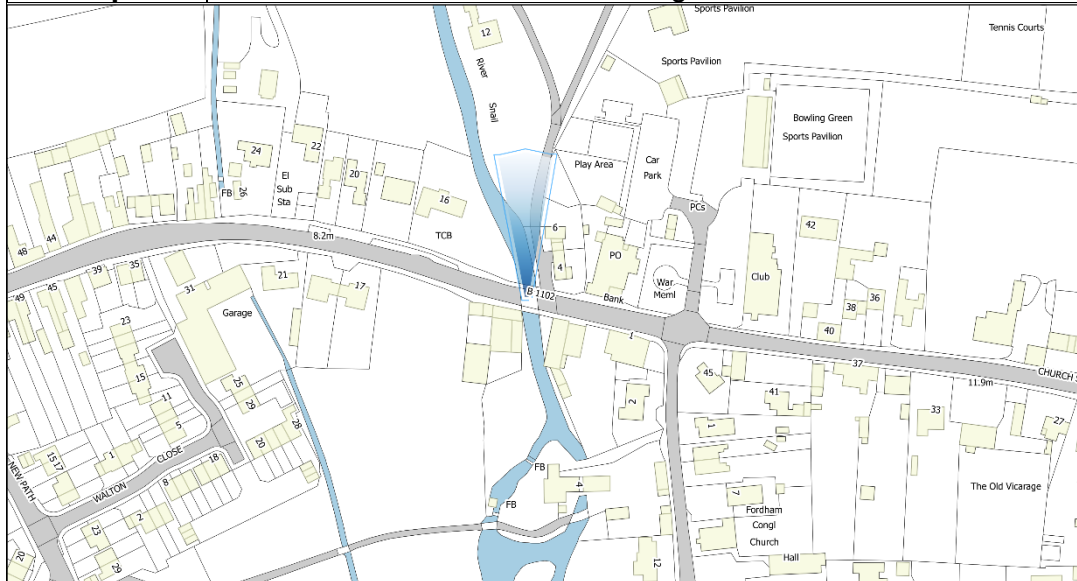 Sports Pavilion
Tennis Courts
12
River
Snail
Sports Pavilion
Bowling Green
Sports Pavilion
24
22
20
FB
26
El
Sub
Sta
16
TCB
Play Area
Car
Park
PCs
6
4
PO
War
Meml
Club
42
36
38
40
48
44
8.2m
B 1102
Bank
1
39
35
45
49
31
21
17
Garage
23
15
11
5
25
29
28
20
18
8
1
1517
WALTON
CLOSE
NEW PATH
2
23
29
20
45
2
1
41
37
CHURCH S
11.9m
33
27
FB
FB
4
12
7
Fordham
Congl
Church
Hall
The Old Vicarage